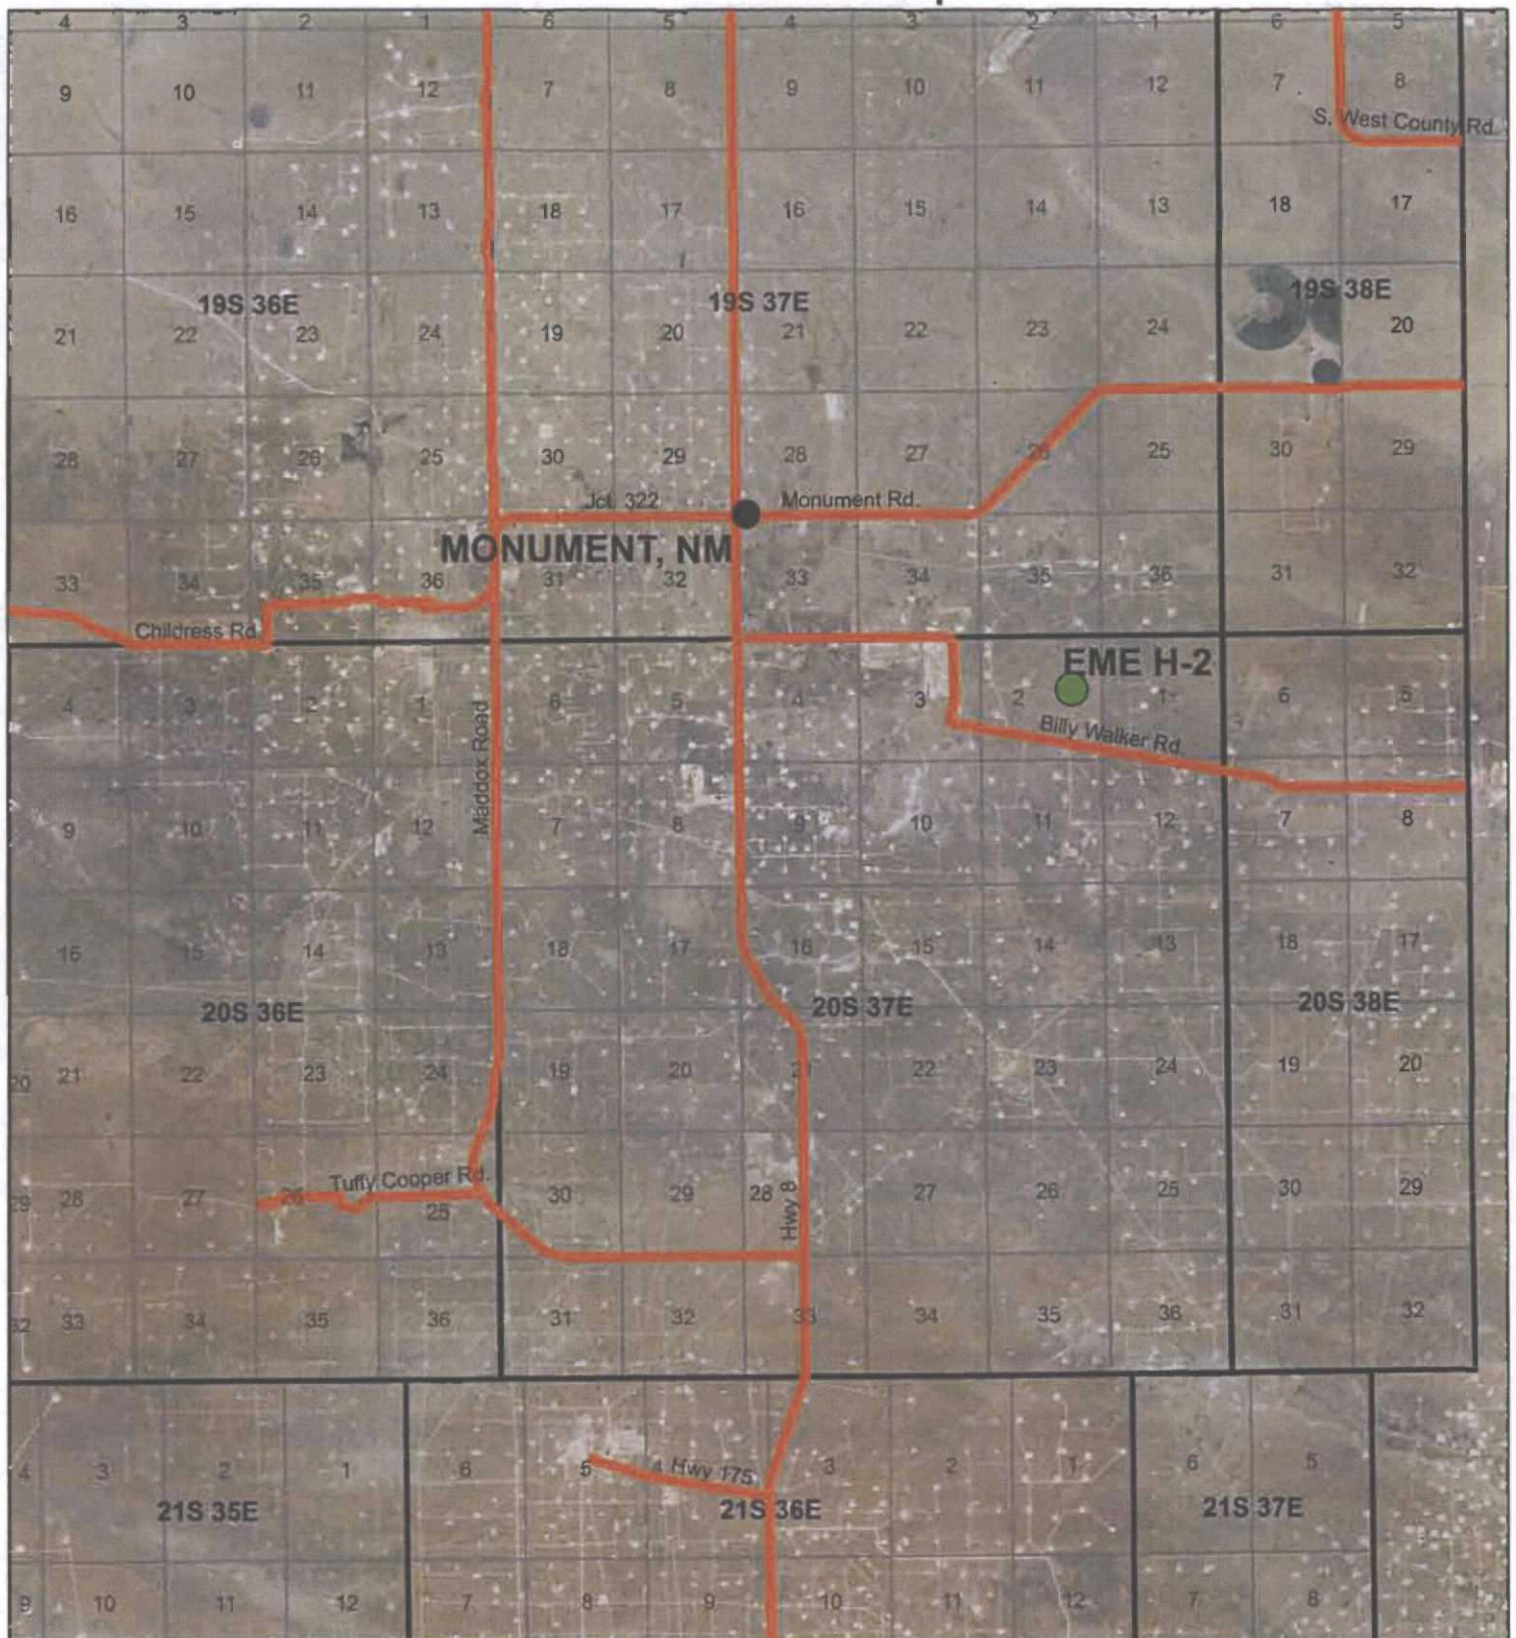 4 3 2 1 6 5 4 3 2 1 6 5
9 10 11 12 7 8 9 10 11 12 7 8
S. West County Rd.
16 15 14 13 18 17 16 15 14 13 18 17
19S 36E 19S 37E 19S 38E
21 22 23 24 19 20 21 22 23 24 20
28 27 26 25 30 29 28 27 26 25 30 29
Jct. 322 Monument Rd.
MONUMENT, NM
33 34 35 36 31 32 33 34 35 36 31 32
Childress Rd.
EME H-2
4 3 2 1 6 5 4 3 2 1 6 5
Maddox Road
Billy Walker Rd.
9 10 11 12 7 8 9 10 11 12 7 8
16 15 14 13 18 17 16 15 14 13 18 17
20S 36E 20S 37E 20S 38E
20 21 22 23 24 19 20 21 22 23 24 19 20
Tuffy Cooper Rd.
29 28 27 26 25 30 29 28 27 26 25 30 29
Hwy 8
32 33 34 35 36 31 32 33 34 35 36 31 32
4 3 2 1 6 5 4 3 2 1 6 5
Hwy 175
21S 35E 21S 36E 21S 37E
9 10 11 12 7 8 9 10 11 12 7 8